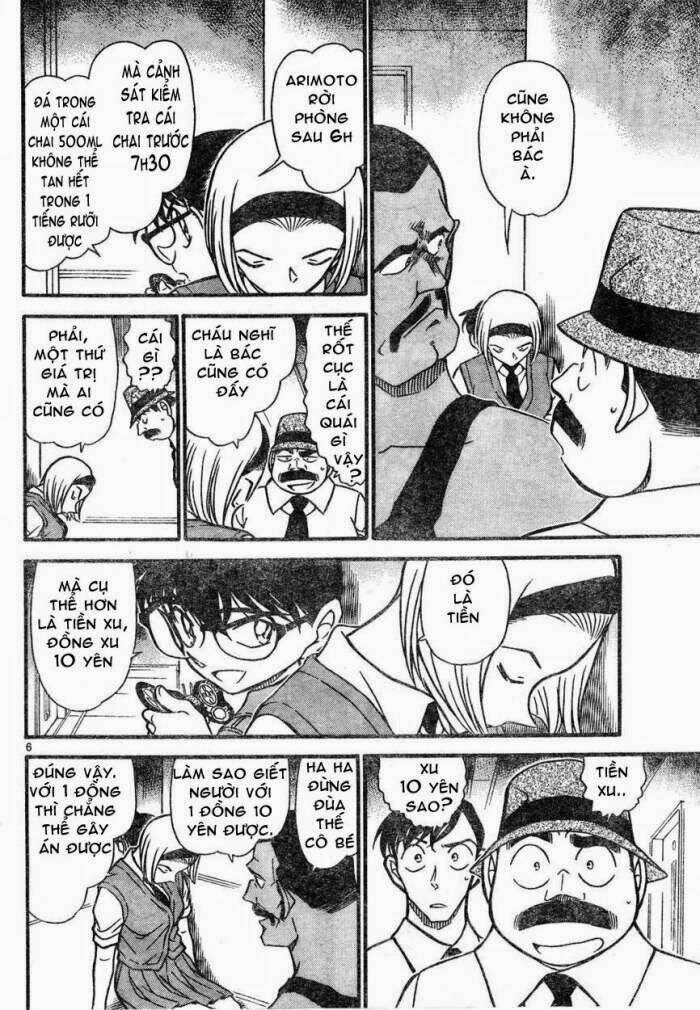 CŨNG
KHÔNG
PHẢI
BÁC
À.
ARIMOTO
RỜI
PHÒNG
SAU 6H
MÀ CẢNH
SÁT KIỂM
TRA CÁI
CHAI TRƯỚC
7H30
ĐÁ TRONG
MỘT CÁI
CHAI 500ML
KHÔNG THỂ
TAN HẾT
TRONG 1
TIẾNG RƯỠI
ĐƯỢC
THẾ
RỐT
CỤC
LÀ
CÁI
QUÁI
GÌ
VẬY
?
CHÁU NGHĨ
LÀ BÁC
CŨNG CÓ
ĐẤY
CÁI
GÌ
??
PHẢI,
MỘT THỨ
GIÁ TRỊ
MÀ AI
CŨNG CÓ
ĐÓ
LÀ
TIỀN
MÀ CỤ
THỂ HƠN
LÀ TIỀN XU,
ĐỒNG XU
10 YÊN
6
TIỀN
XU..
XU
10 YÊN
SAO?
HA HA
ĐỪNG
ĐÙA
THẾ
CÔ BÉ
LÀM SAO GIẾT
NGƯỜI VỚI
1 ĐỒNG 10
YÊN ĐƯỢC.
ĐÚNG VẬY.
VỚI 1 ĐỒNG
THÌ CHẲNG
THỂ GÂY
ÁN ĐƯỢC